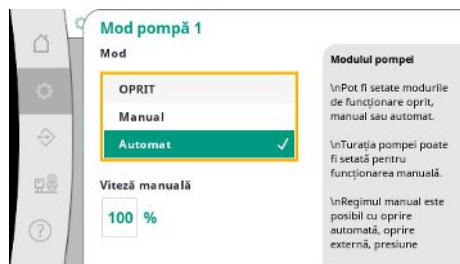 Mod pompă 1
Mod
OPRIT
Manual
Automat
Viteză manuală
100 %
Modulul pompei
\nPot fi setate modurile
de funcționare oprit,
manual sau automat.
\nTurația pompei poate
fi setată pentru
funcționarea manuală.
\nRegimul manual este
posibil cu oprire
automată, oprire
externă, presiune